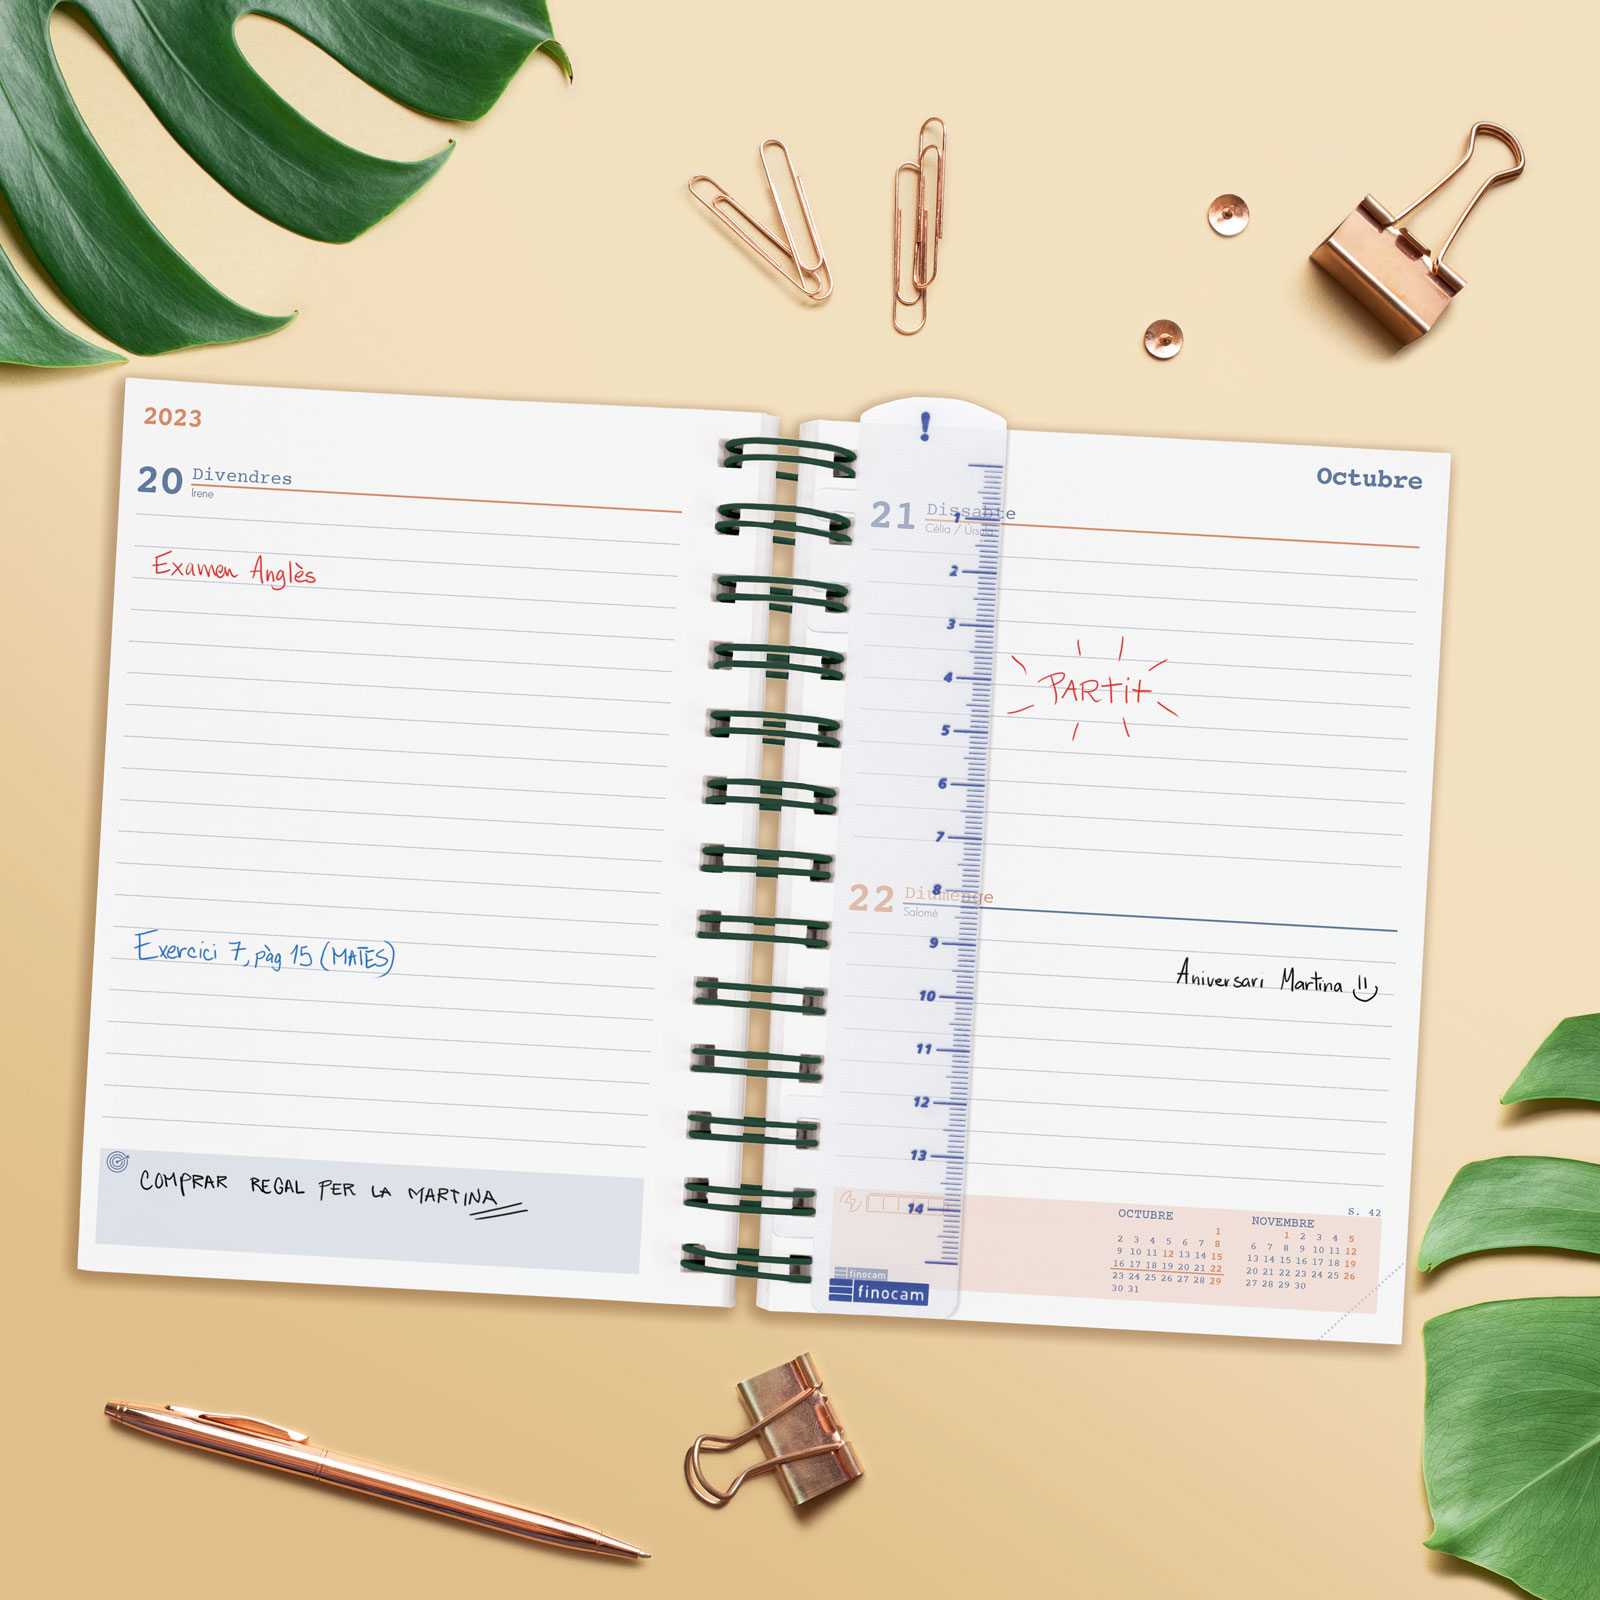 2023
20 Divendres
Irene
Examen Anglès
Exercici 7, pàg 15 (MATES)
COMPRAR REGAL PER LA MARTINA
!
Octubre
21 Dissabte
Cèlia / Úrsula
PARTIT
22 Diumenge
Salomé
Aniversari Martina
1
2
3
4
5
6
7
8
9
10
11
12
13
14
finocam
finocam
S. 42
OCTUBRE
1
2 3 4 5 6 7 8
9 10 11 12 13 14 15
16 17 18 19 20 21 22
23 24 25 26 27 28 29
30 31
NOVEMBRE
1 2 3 4 5
6 7 8 9 10 11 12
13 14 15 16 17 18 19
20 21 22 23 24 25 26
27 28 29 30